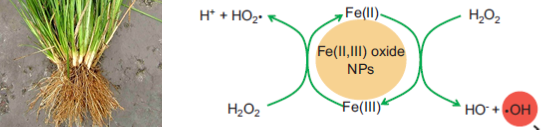 H⁺ + HO₂•
Fe(II)
H₂O₂
Fe(II,III) oxide
NPs
H₂O₂
Fe(III)
HO⁻ + •OH